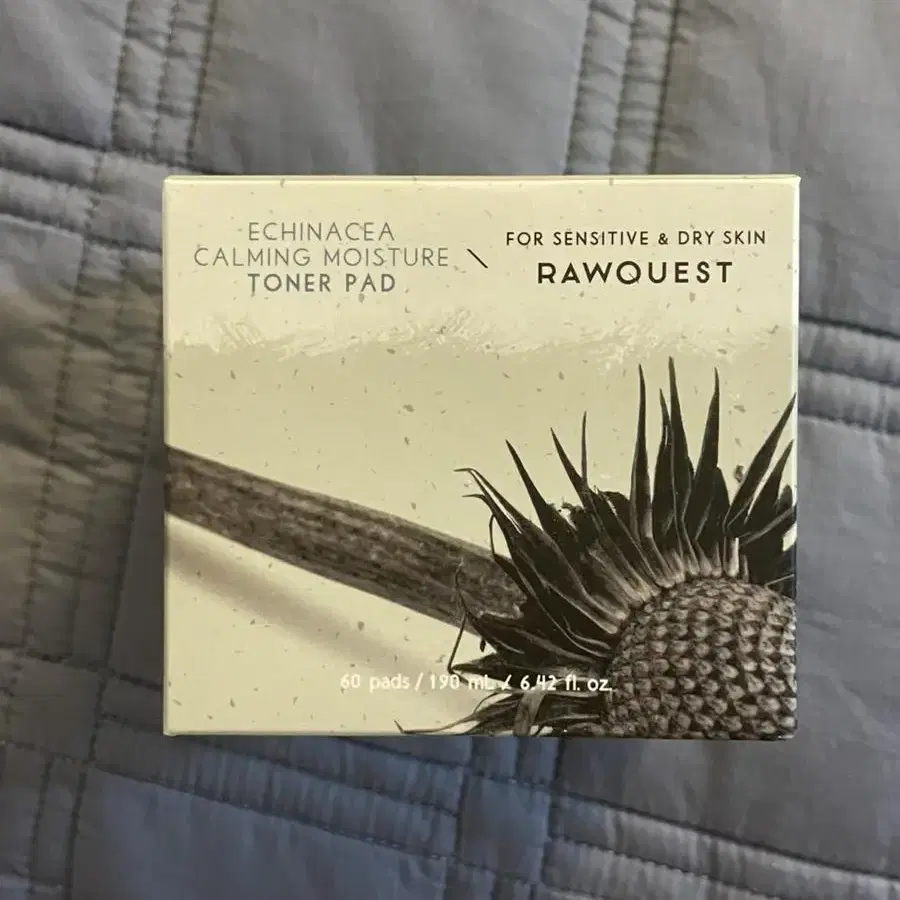 ECHINACEA
CALMING MOISTURE
TONER PAD
\
FOR SENSITIVE & DRY SKIN
RAWQUEST
60 pads / 190 mL / 6.42 fl. oz.